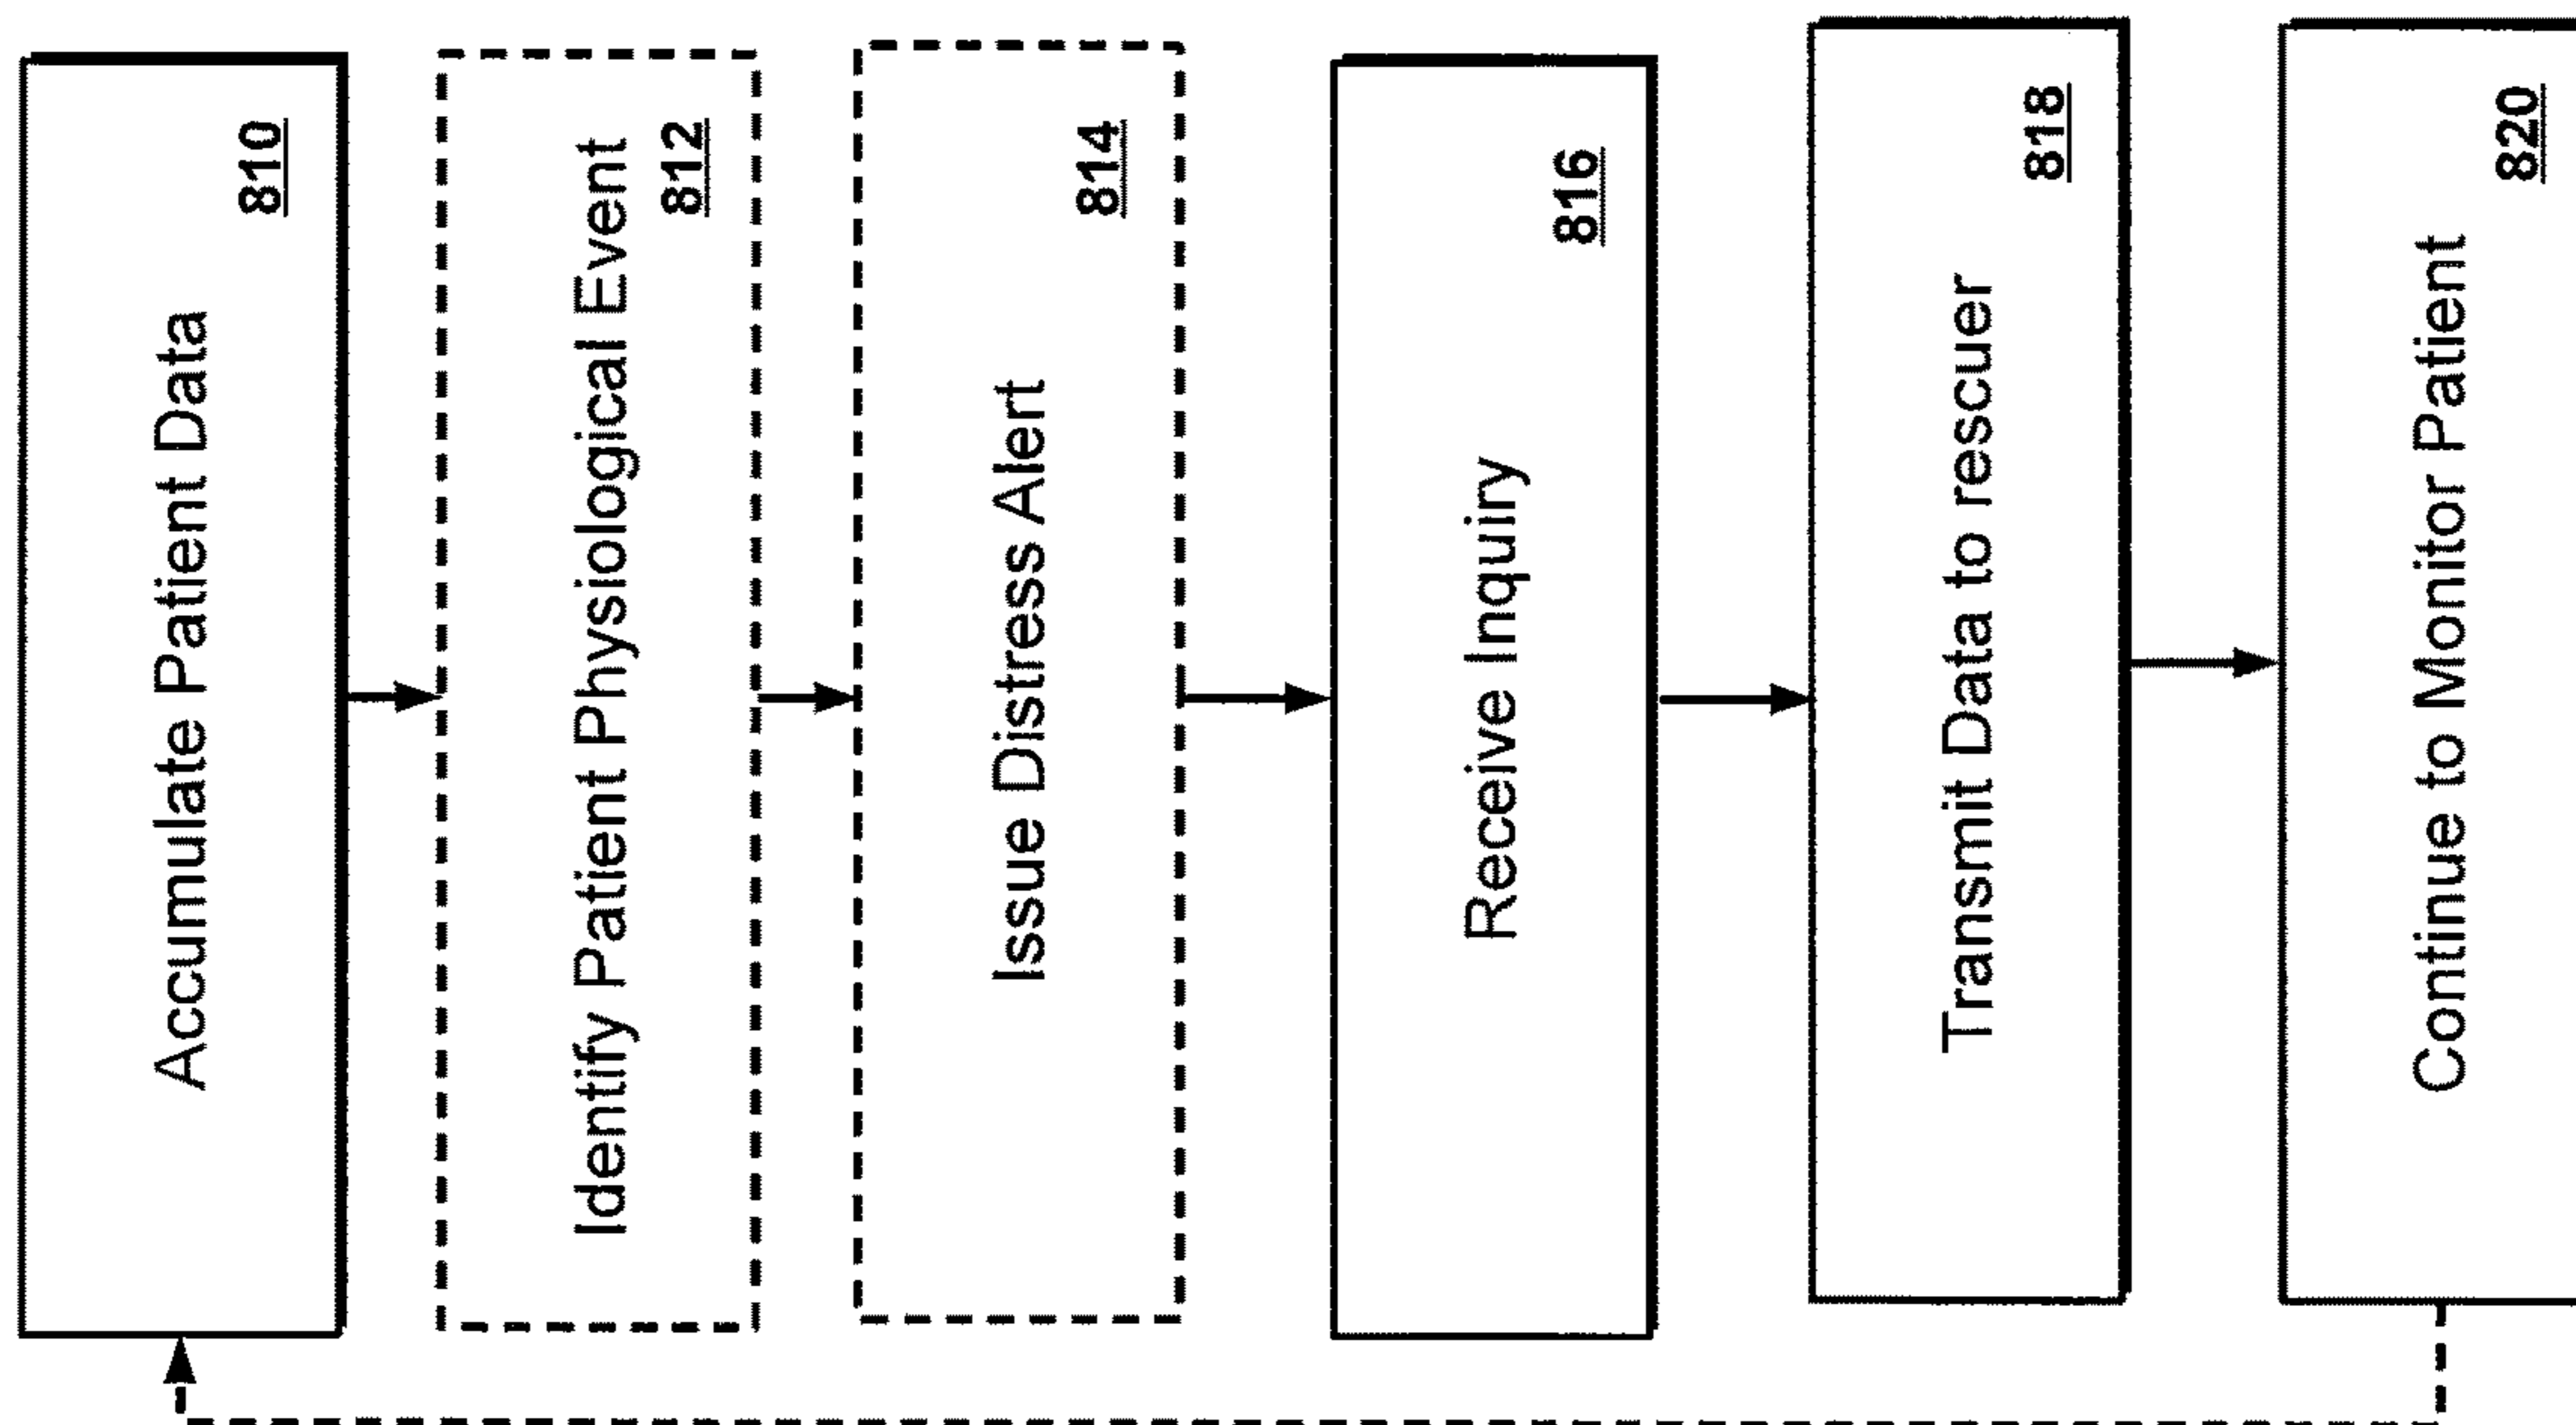 Accumulate Patient Data
810
Identify Patient Physiological Event
812
Issue Distress Alert
814
Receive Inquiry
816
Transmit Data to rescuer
818
Continue to Monitor Patient
820